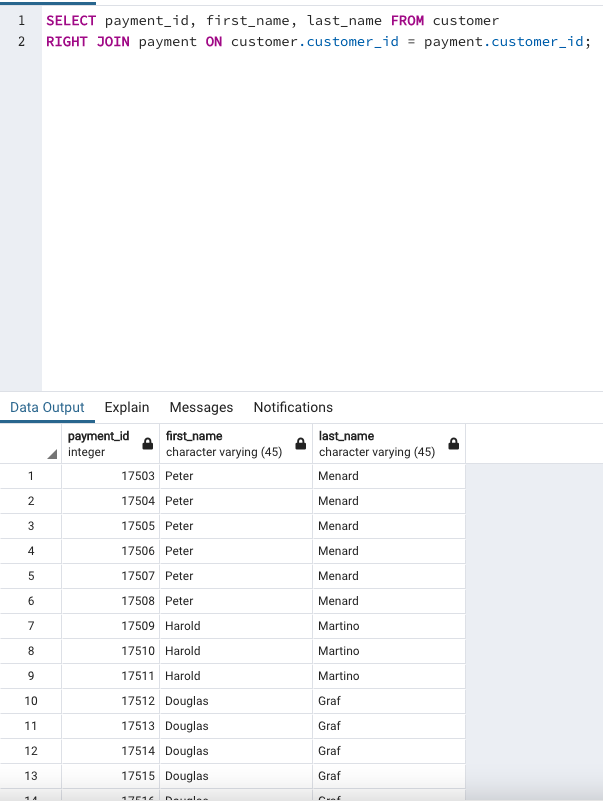 1 SELECT payment_id, first_name, last_name FROM customer
2 RIGHT JOIN payment ON customer.customer_id = payment.customer_id;
Data Output Explain Messages Notifications
payment_id first_name last_name
integer character varying (45) character varying (45)
1 17503 Peter Menard
2 17504 Peter Menard
3 17505 Peter Menard
4 17506 Peter Menard
5 17507 Peter Menard
6 17508 Peter Menard
7 17509 Harold Martino
8 17510 Harold Martino
9 17511 Harold Martino
10 17512 Douglas Graf
11 17513 Douglas Graf
12 17514 Douglas Graf
13 17515 Douglas Graf
14 17516 Douglas Graf